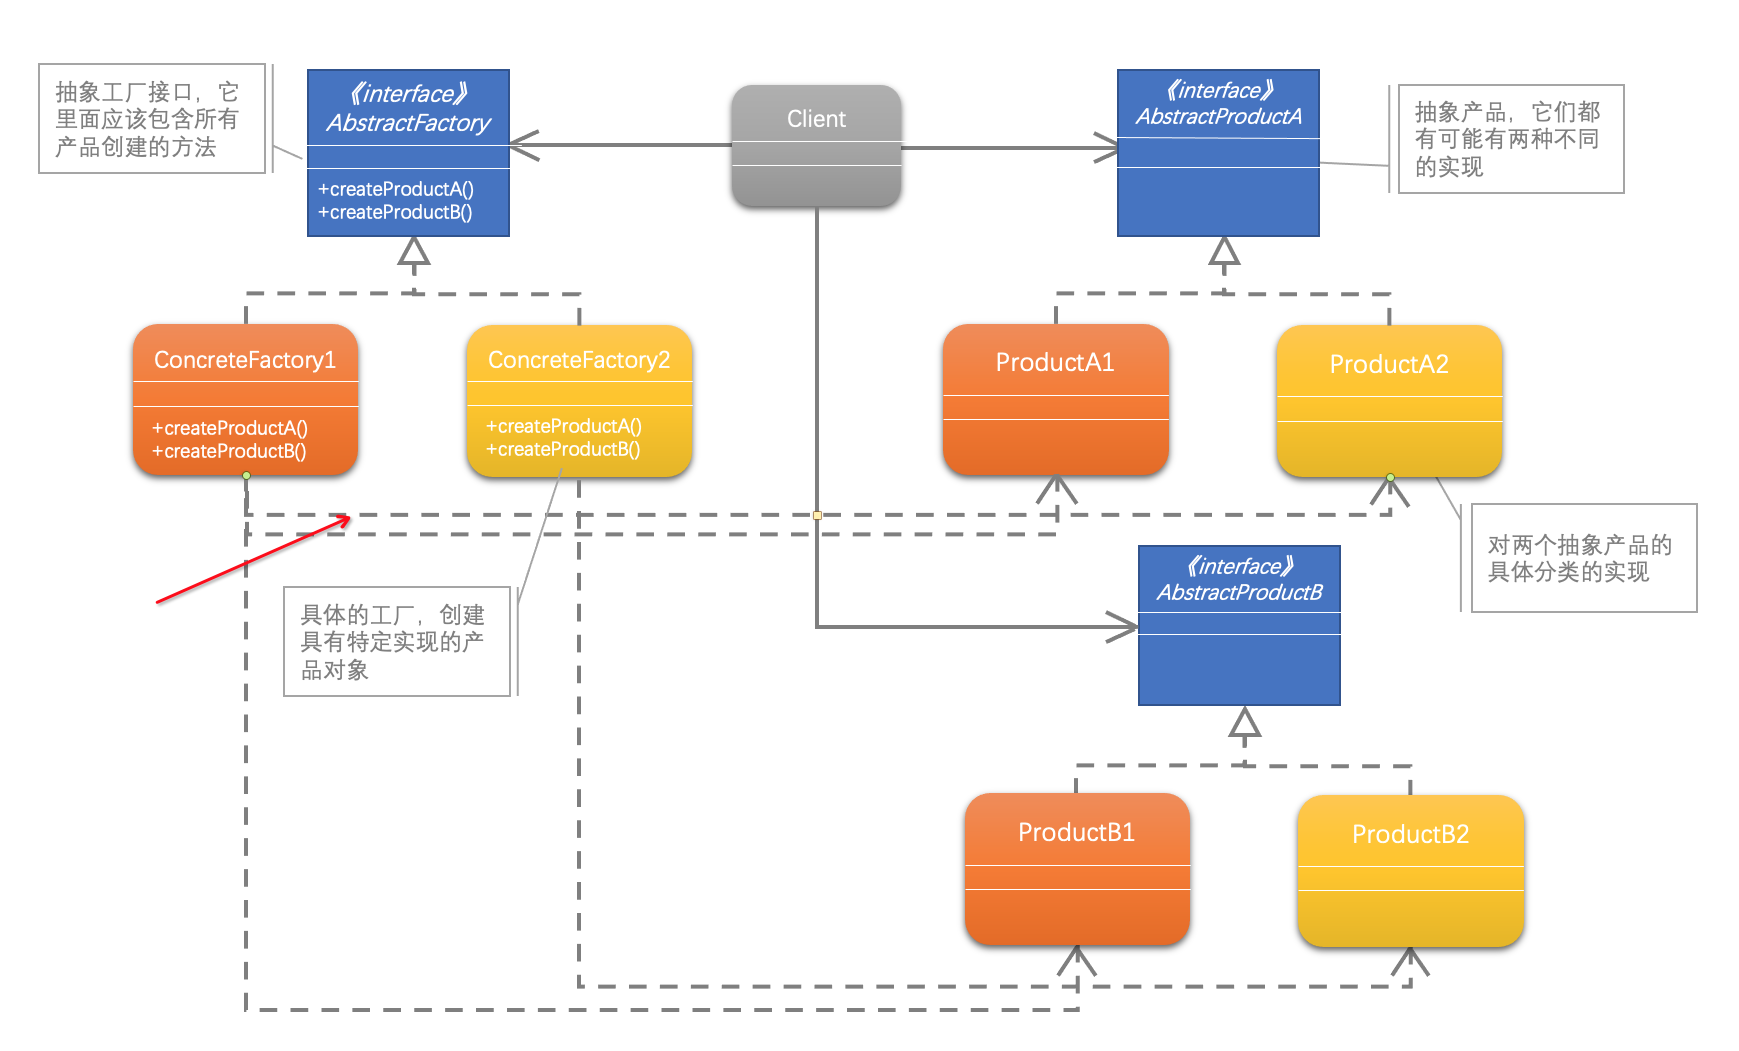 抽象工厂接口，它
里面应该包含所有
产品创建的方法
《interface》
AbstractFactory
+createProductA()
+createProductB()
Client
《interface》
AbstractProductA
抽象产品，它们都
有可能有两种不同
的实现
ConcreteFactory1
+createProductA()
+createProductB()
ConcreteFactory2
+createProductA()
+createProductB()
ProductA1
ProductA2
对两个抽象产品的
具体分类的实现
具体的工厂，创建
具有特定实现的产
品对象
《interface》
AbstractProductB
ProductB1
ProductB2